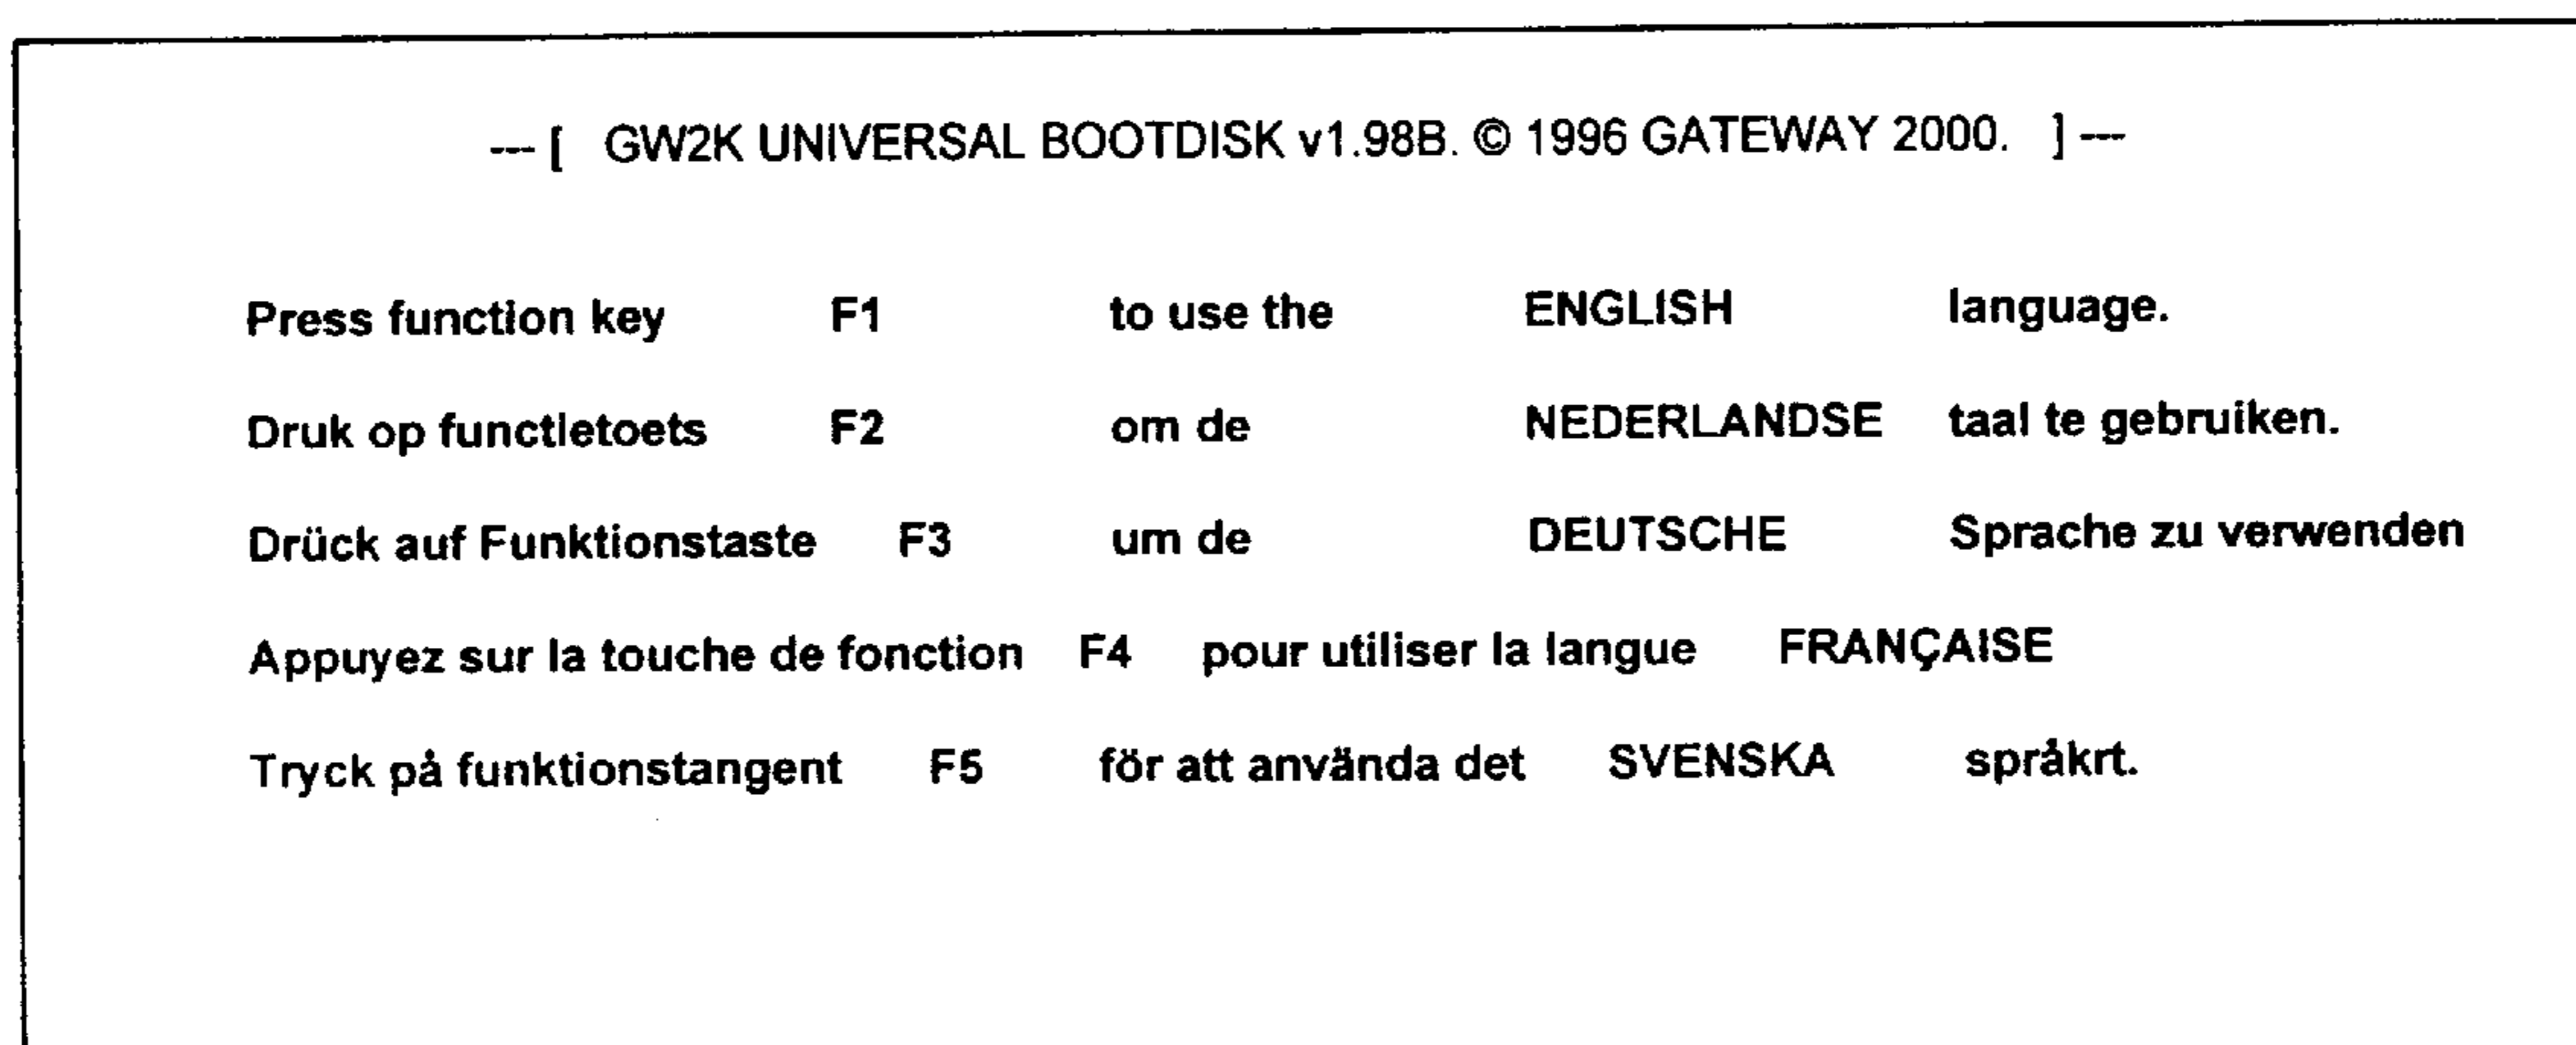 --- [ GW2K UNIVERSAL BOOTDISK v1.98B. © 1996 GATEWAY 2000. ] ---
Press function key F1 to use the ENGLISH language.
Druk op functietoets F2 om de NEDERLANDSE taal te gebruiken.
Drück auf Funktionstaste F3 um de DEUTSCHE Sprache zu verwenden
Appuyez sur la touche de fonction F4 pour utiliser la langue FRANÇAISE
Tryck på funktionstangent F5 för att använda det SVENSKA språkrt.